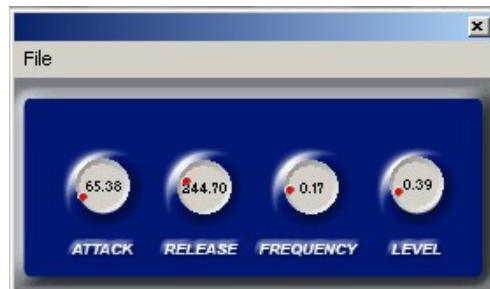 File
65.38 244.70 0.17 0.39
ATTACK RELEASE FREQUENCY LEVEL